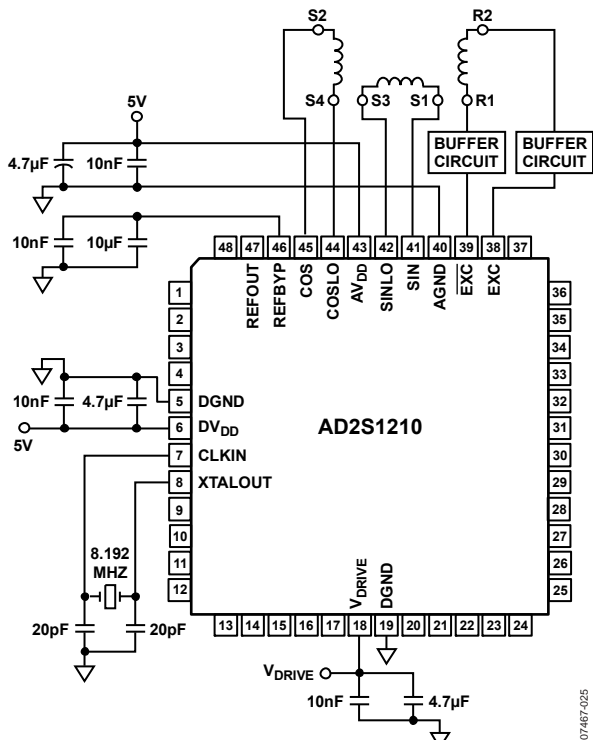 S2
R2
S4
S3
S1
R1
5V
BUFFER
CIRCUIT
BUFFER
CIRCUIT
4.7µF
10nF
10nF
10µF
48
47
46
45
44
43
42
41
40
39
38
37
REFOUT
REFBYP
COS
COSLO
AVDD
SINLO
SIN
AGND
EXC
EXC
1
2
3
4
5
6
7
8
9
10
11
12
36
35
34
33
32
31
30
29
28
27
26
25
10nF
4.7µF
5V
DGND
DVDD
CLKIN
XTALOUT
AD2S1210
8.192
MHZ
20pF
20pF
VDRIVE
DGND
13
14
15
16
17
18
19
20
21
22
23
24
VDRIVE
10nF
4.7µF
07467-025